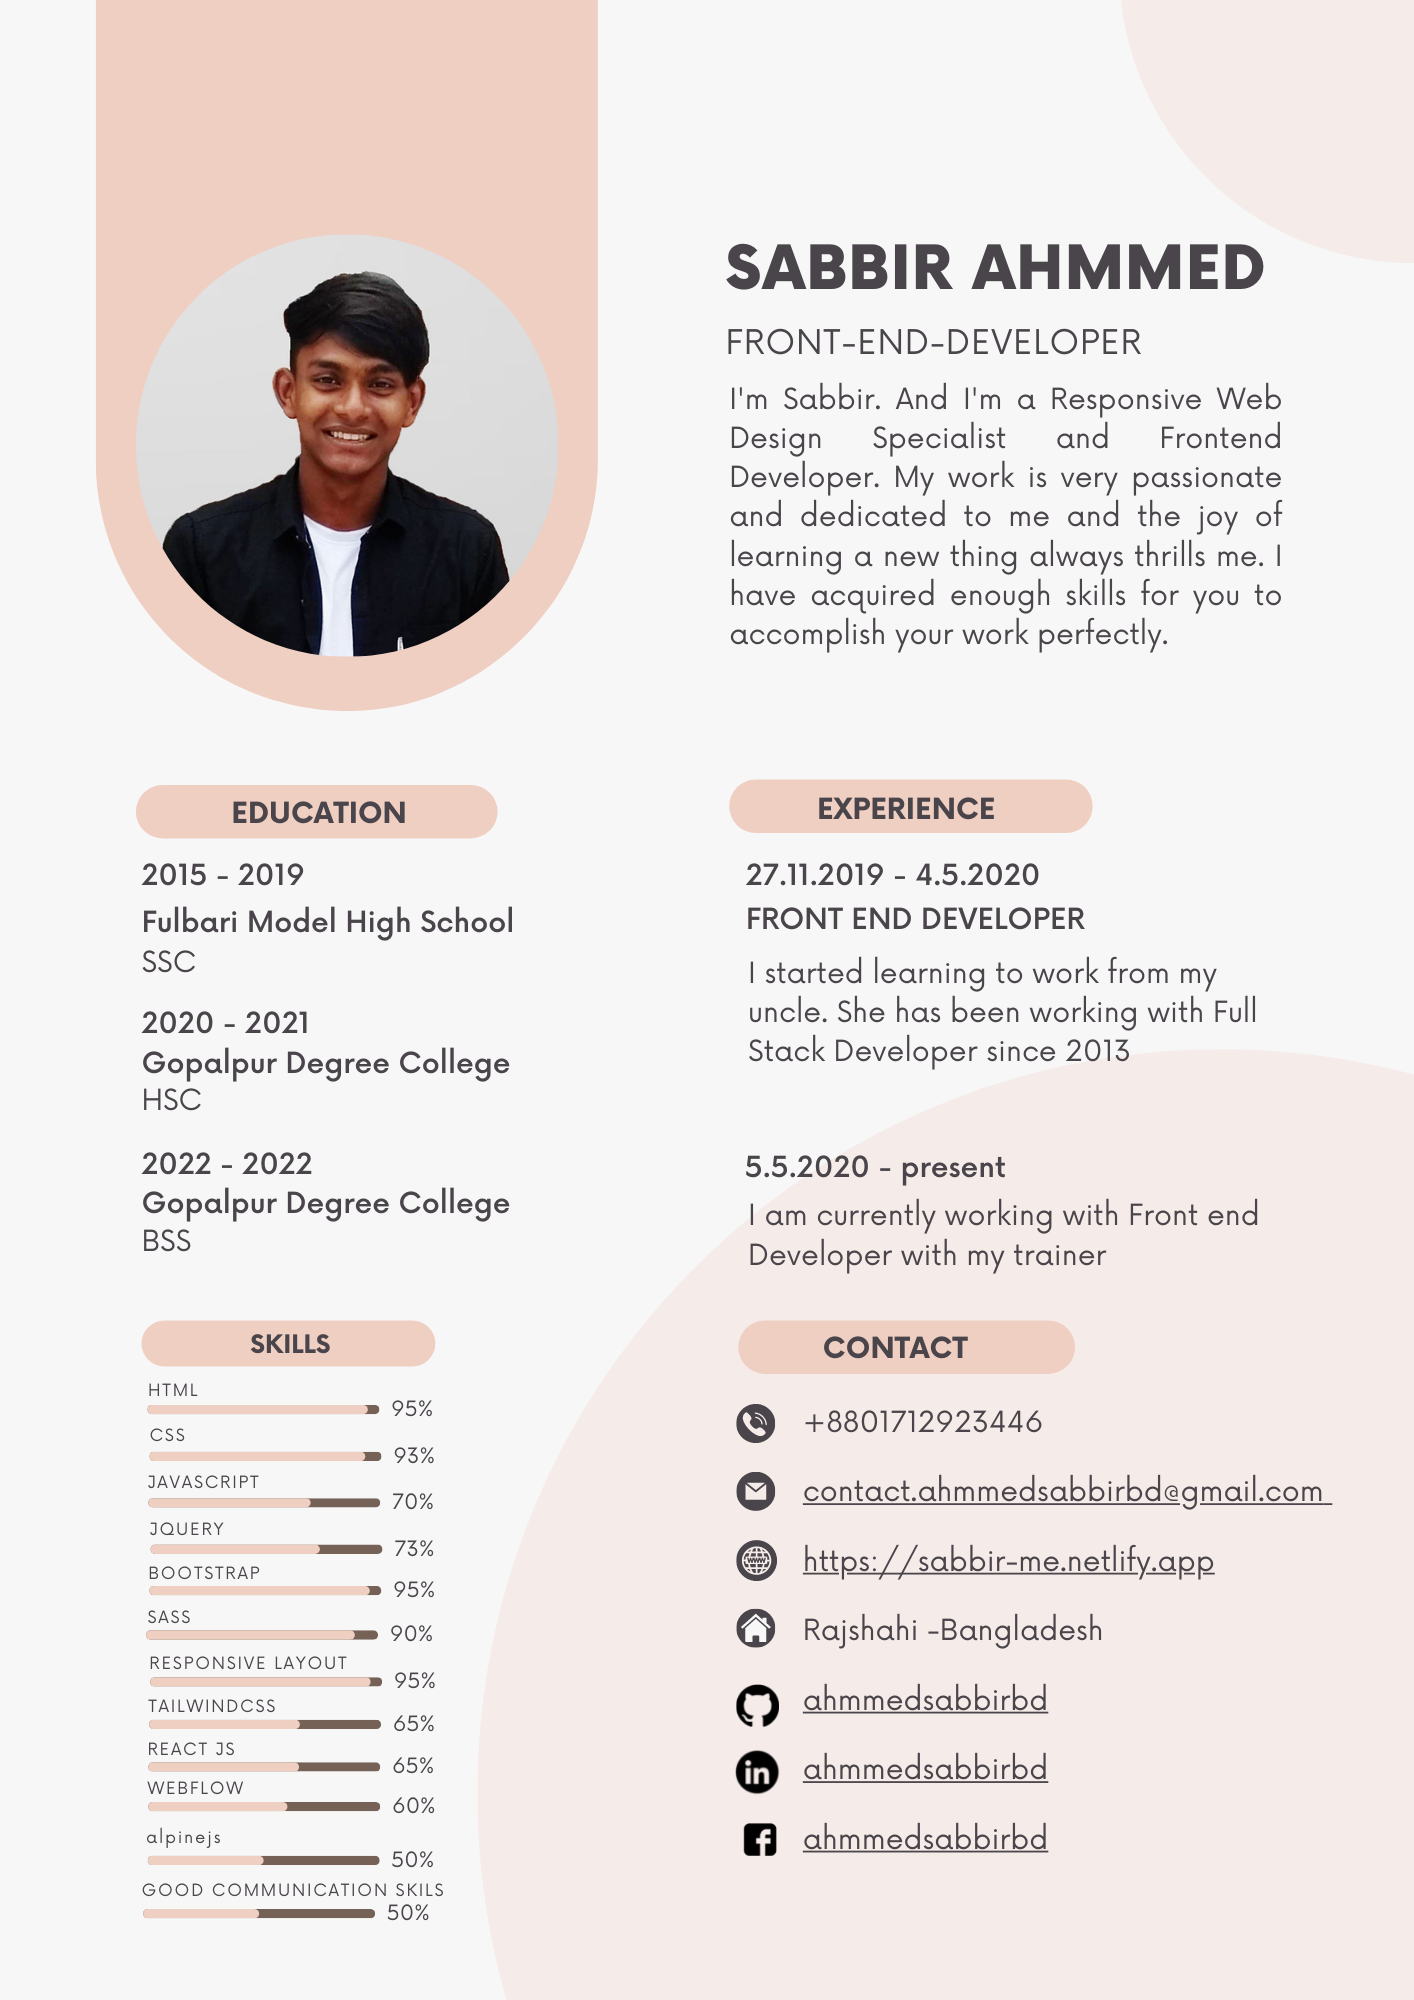 SABBIR AHMMED
FRONT-END-DEVELOPER
I'm Sabbir. And I'm a Responsive Web
Design Specialist and Frontend
Developer. My work is very passionate
and dedicated to me and the joy of
learning a new thing always thrills me. I
have acquired enough skills for you to
accomplish your work perfectly.
EDUCATION
2015 - 2019
Fulbari Model High School
SSC
2020 - 2021
Gopalpur Degree College
HSC
2022 - 2022
Gopalpur Degree College
BSS
EXPERIENCE
27.11.2019 - 4.5.2020
FRONT END DEVELOPER
I started learning to work from my
uncle. She has been working with Full
Stack Developer since 2013
5.5.2020 - present
I am currently working with Front end
Developer with my trainer
SKILLS
HTML
95%
CSS
93%
JAVASCRIPT
70%
JQUERY
73%
BOOTSTRAP
95%
SASS
90%
RESPONSIVE LAYOUT
95%
TAILWINDCSS
65%
REACT JS
65%
WEBFLOW
60%
alpinejs
50%
GOOD COMMUNICATION SKILS
50%
CONTACT
+8801712923446
contact.ahmmedsabbirbd@gmail.com
https://sabbir-me.netlify.app
Rajshahi -Bangladesh
ahmmedsabbirbd
ahmmedsabbirbd
ahmmedsabbirbd